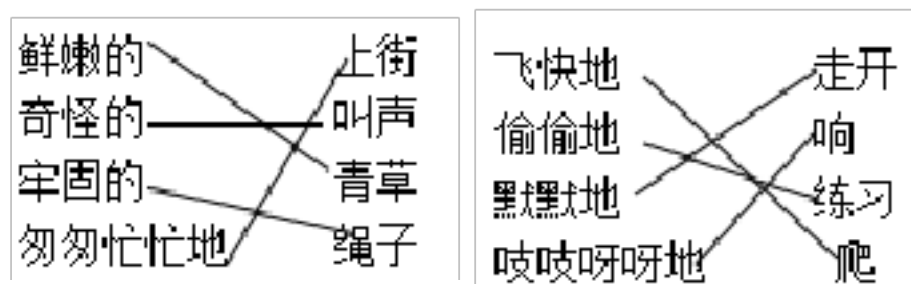 鲜嫩的 上街
奇怪的 叫声
牢固的 青草
匆匆忙忙地 绳子
飞快地 走开
偷偷地 响
默默地 练习
吱吱呀呀地 爬